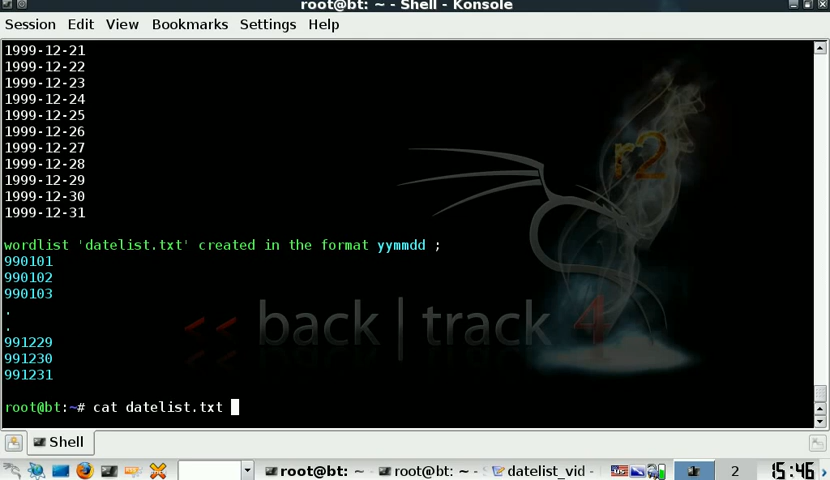 root@bt: ~ - Shell - Konsole
Session Edit View Bookmarks Settings Help
1999-12-21
1999-12-22
1999-12-23
1999-12-24
1999-12-25
1999-12-26
1999-12-27
1999-12-28
1999-12-29
1999-12-30
1999-12-31
r2
wordlist 'datelist.txt' created in the format yymmdd ;
990101
990102
990103
.
.
991229
991230
991231
<< back | track 4
root@bt:~# cat datelist.txt
Shell
root@bt: ~ - root@bt: ~ - datelist_vid - 2 15:46